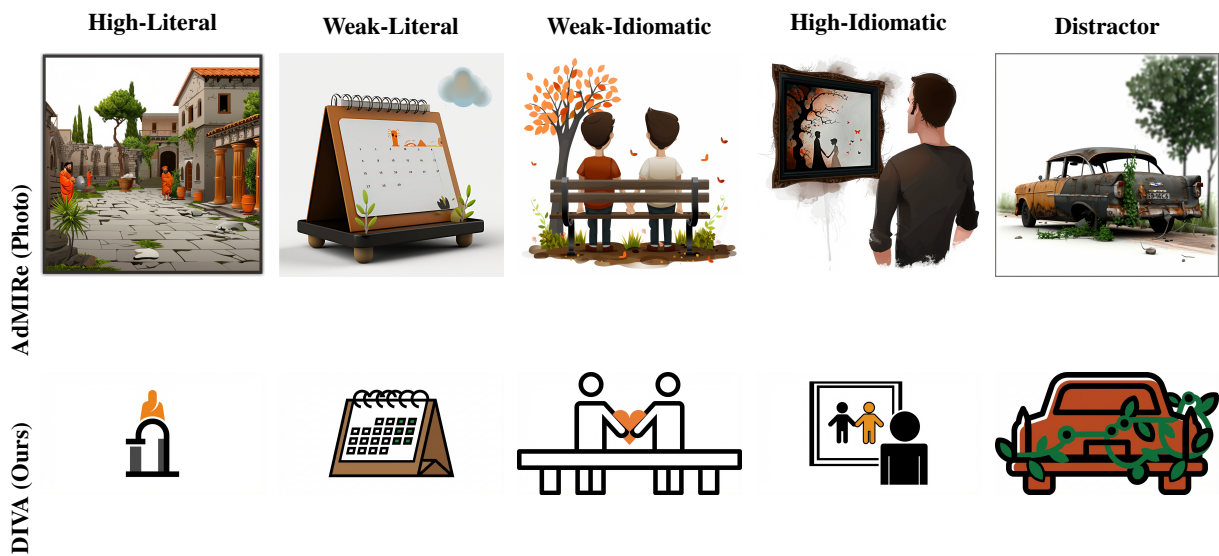 High-Literal
Weak-Literal
Weak-Idiomatic
High-Idiomatic
Distractor
AdMIRe (Photo)
DIVA (Ours)